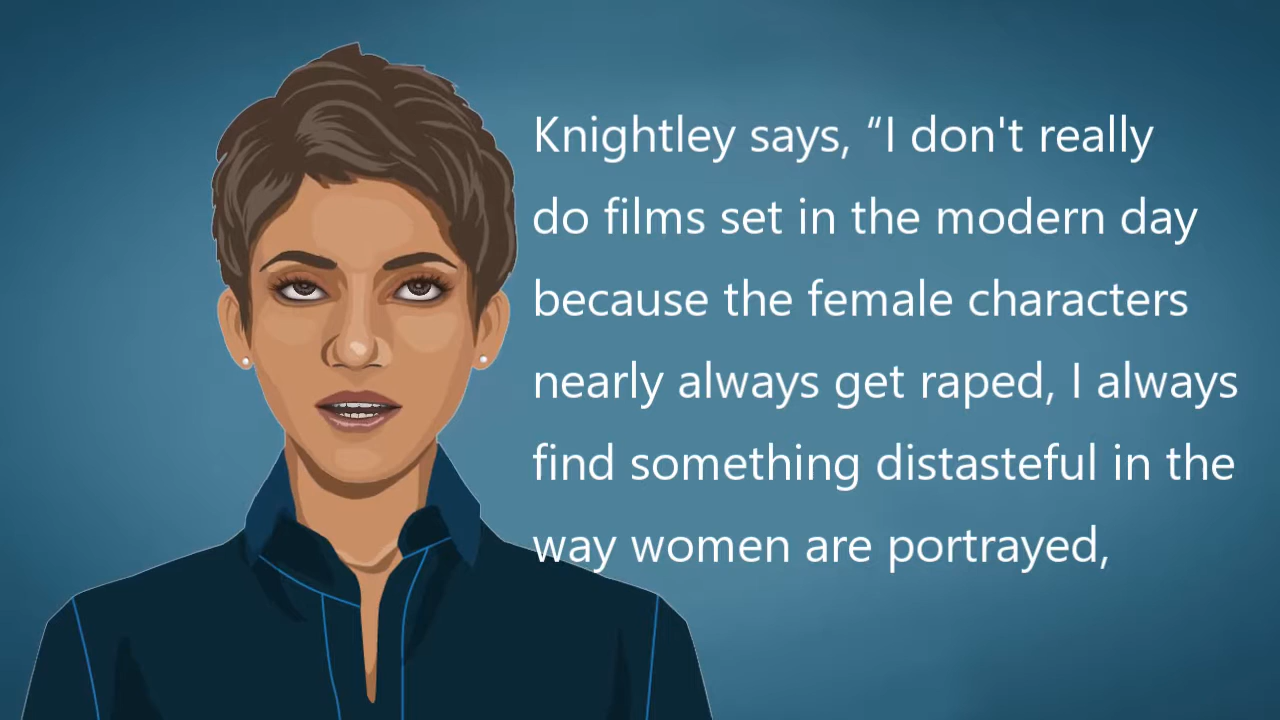 Knightley says, “I don't really
do films set in the modern day
because the female characters
nearly always get raped, I always
find something distasteful in the
way women are portrayed,